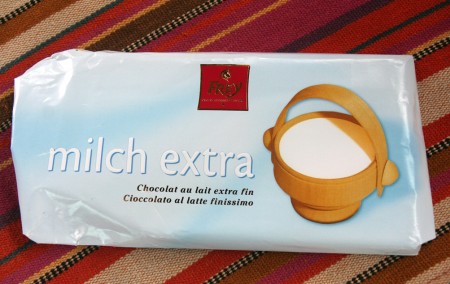 FREY
milch extra
Chocolat au lait extra fin
Cioccolato al latte finissimo